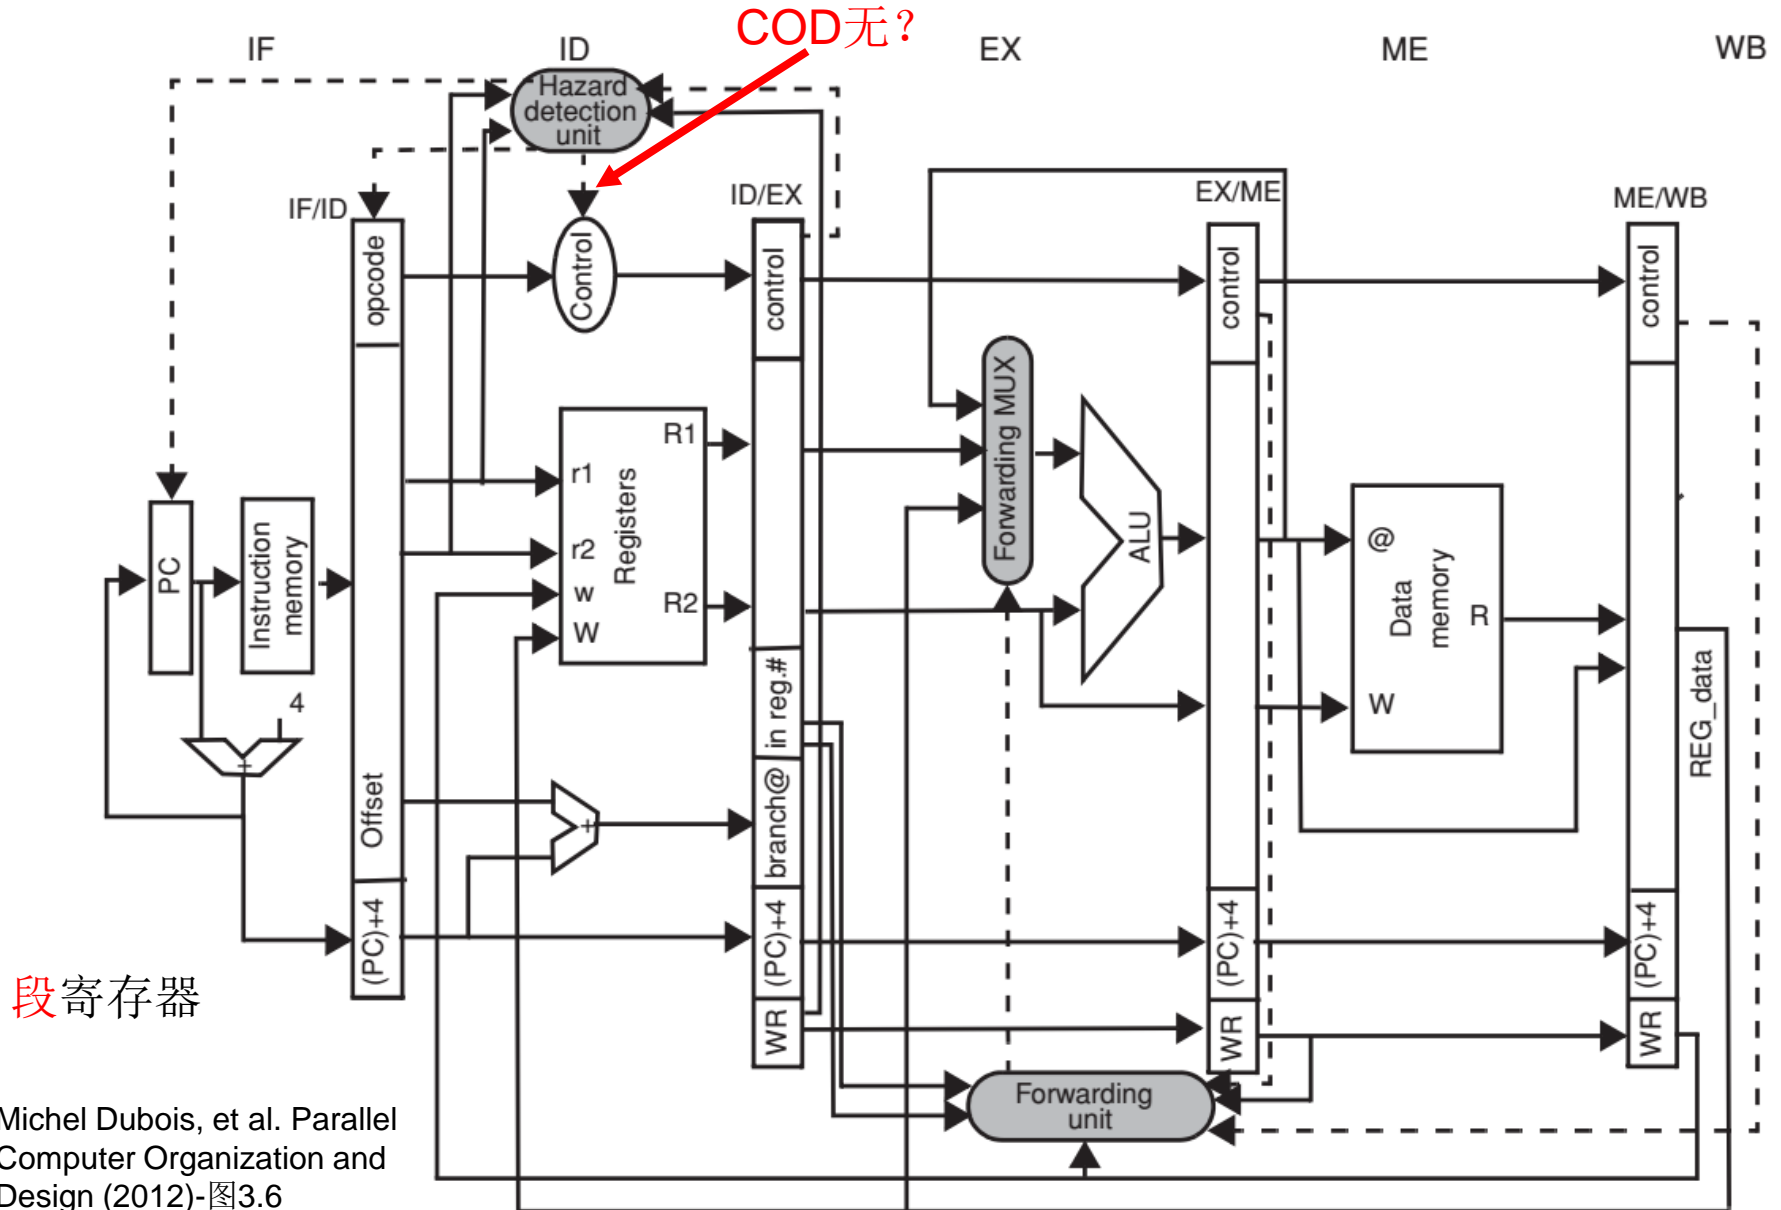 COD无?
IF
ID
EX
ME
WB
Hazard
detection
unit
IF/ID
ID/EX
EX/ME
ME/WB
opcode
Control
control
control
control
Forwarding MUX
R1
r1
Registers
r2
R2
w
W
PC
Instruction
memory
ALU
@
Data
memory
R
W
REG_data
4
+
Offset
+
in reg.#
branch@
(PC)+4
(PC)+4
(PC)+4
(PC)+4
WR
WR
WR
段寄存器
Forwarding
unit
Michel Dubois, et al. Parallel
Computer Organization and
Design (2012)-图3.6